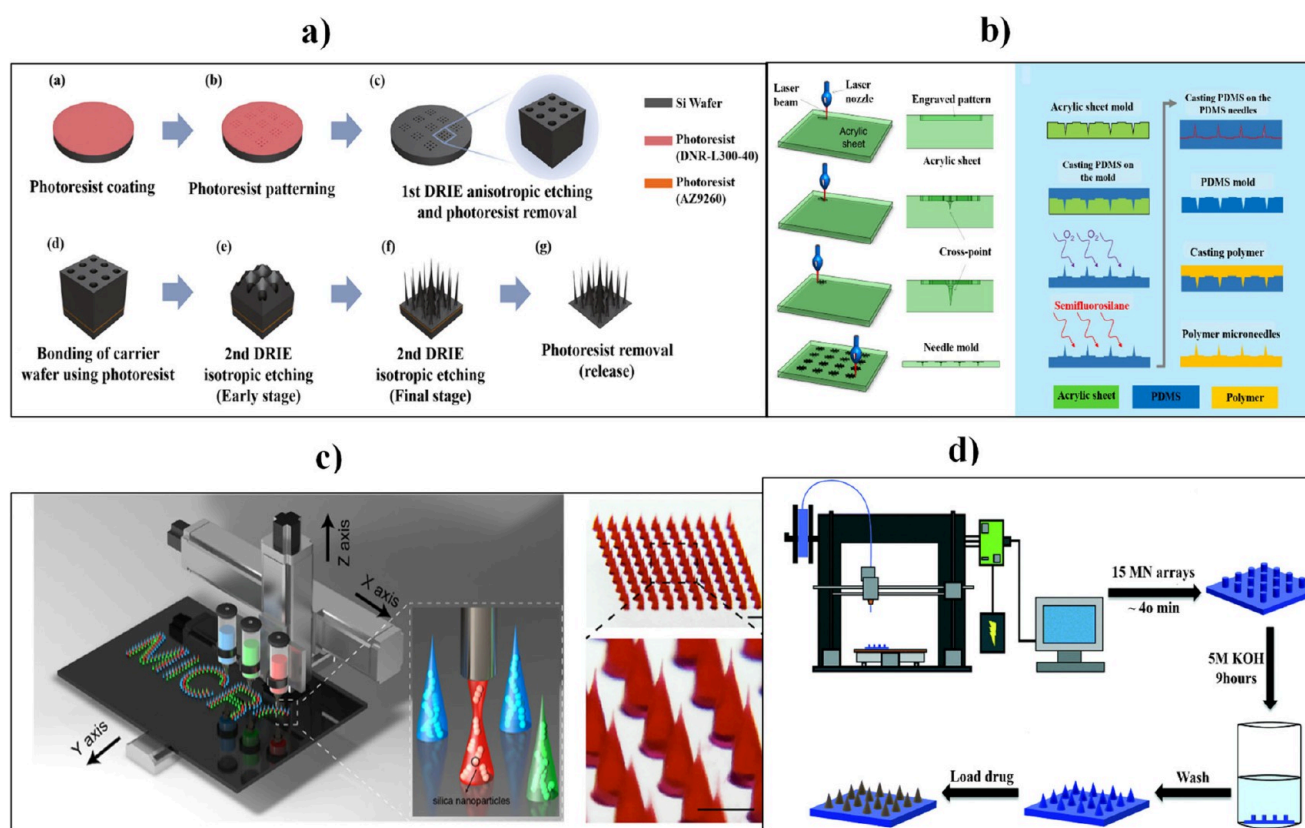 a)
(a)
(b)
(c)
Si Wafer
Photoresist
(DNR-L300-40)
Photoresist
(AZ9260)
Photoresist coating
Photoresist patterning
1st DRIE anisotropic etching
and photoresist removal
(d)
(e)
(f)
(g)
Bonding of carrier
wafer using photoresist
2nd DRIE
isotropic etching
(Early stage)
2nd DRIE
isotropic etching
(Final stage)
Photoresist removal
(release)
b)
Laser
beam
Laser
nozzle
Acrylic
sheet
Engraved pattern
Acrylic sheet
Cross-point
Needle mold
Acrylic sheet mold
Casting PDMS on
the mold
O2 O2
Semifluorosilane
Casting PDMS on the
PDMS needles
PDMS mold
Casting polymer
Polymer microneedles
Acrylic sheet
PDMS
Polymer
c)
Z axis
X axis
Y axis
silica nanoparticles
d)
15 MN arrays
~ 40 min
5M KOH
9hours
Wash
Load drug